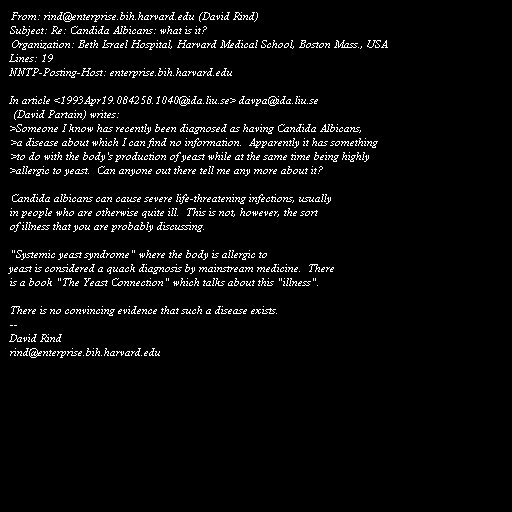 From: rind@enterprise.bih.harvard.edu (David Rind)
Subject: Re: Candida Albicans: what is it?
Organization: Beth Israel Hospital, Harvard Medical School, Boston Mass., USA
Lines: 19
NNTP-Posting-Host: enterprise.bih.harvard.edu

In article <1993Apr19.084258.1040@ida.liu.se> davpa@ida.liu.se
(David Partain) writes:
>Someone I know has recently been diagnosed as having Candida Albicans,
>a disease about which I can find no information.  Apparently it has something
>to do with the body's production of yeast while at the same time being highly
>allergic to yeast.  Can anyone out there tell me any more about it?

Candida albicans can cause severe life-threatening infections, usually
in people who are otherwise quite ill.  This is not, however, the sort
of illness that you are probably discussing.

"Systemic yeast syndrome" where the body is allergic to
yeast is considered a quack diagnosis by mainstream medicine.  There
is a book "The Yeast Connection" which talks about this "illness".

There is no convincing evidence that such a disease exists.
--
David Rind
rind@enterprise.bih.harvard.edu